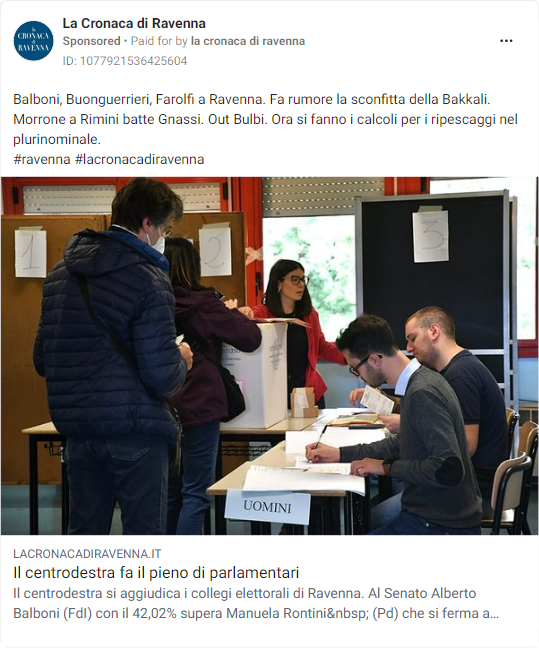 La Cronaca di Ravenna
Sponsored • Paid for by la cronaca di ravenna
ID: 1077921536425604
LA
CRONACA
di
RAVENNA
Balboni, Buonguerrieri, Farolfi a Ravenna. Fa rumore la sconfitta della Bakkali.
Morrone a Rimini batte Gnassi. Out Bulbi. Ora si fanno i calcoli per i ripescaggi nel
plurinominale.
#ravenna #lacronacadiravenna
1
2
3
UOMINI
LACRONACADIRAVENNA.IT
Il centrodestra fa il pieno di parlamentari
Il centrodestra si aggiudica i collegi elettorali di Ravenna. Al Senato Alberto
Balboni (FdI) con il 42,02% supera Manuela Rontini&nbsp; (Pd) che si ferma a...